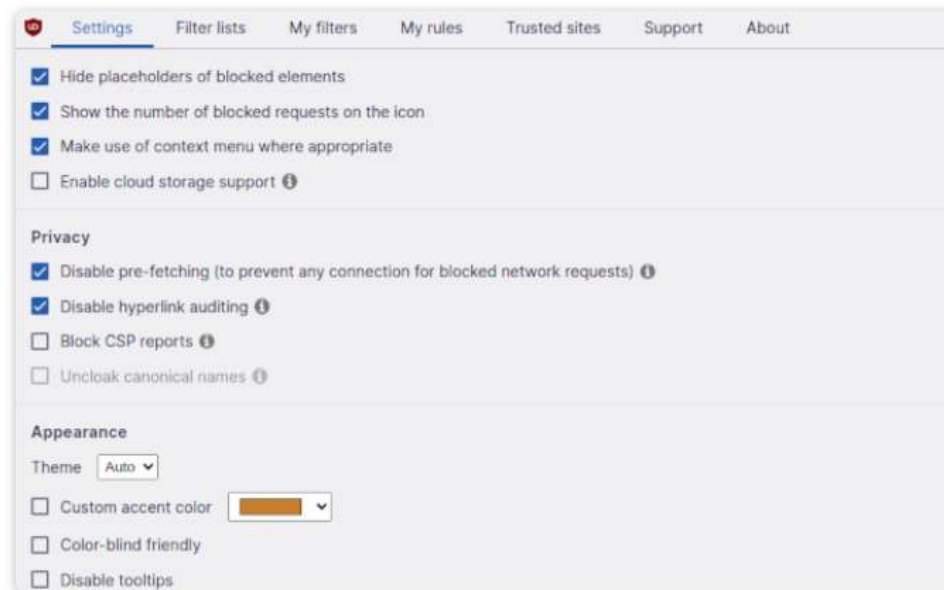 Settings Filter lists My filters My rules Trusted sites Support About
Hide placeholders of blocked elements
Show the number of blocked requests on the icon
Make use of context menu where appropriate
Enable cloud storage support
Privacy
Disable pre-fetching (to prevent any connection for blocked network requests)
Disable hyperlink auditing
Block CSP reports
Uncloak canonical names
Appearance
Theme Auto
Custom accent color
Color-blind friendly
Disable tooltips